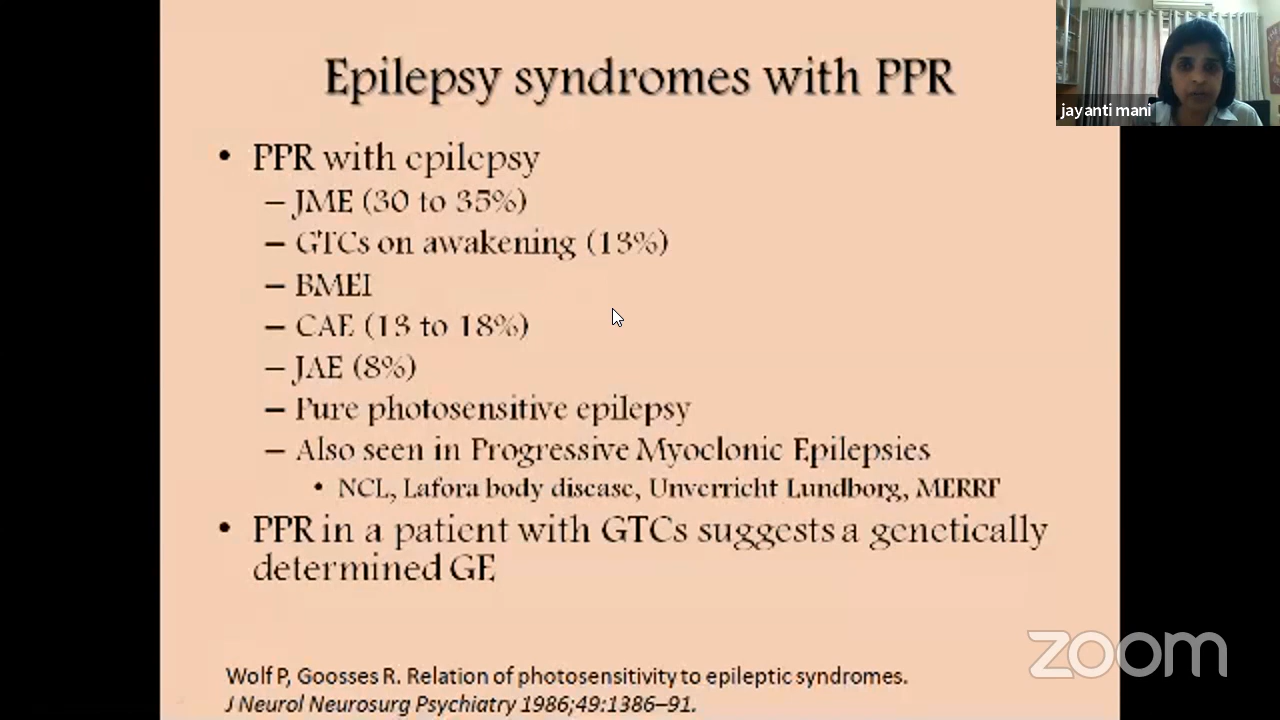 Epilepsy syndromes with PPR
jayanti mani
• PPR with epilepsy
– JME (30 to 35%)
– GTCs on awakening (13%)
– BMEI
– CAE (13 to 18%)
– JAE (8%)
– Pure photosensitive epilepsy
– Also seen in Progressive Myoclonic Epilepsies
• NCL, Lafora body disease, Unverricht Lundborg, MERRF
• PPR in a patient with GTCs suggests a genetically
determined GE
Wolf P, Goosses R. Relation of photosensitivity to epileptic syndromes.
J Neurol Neurosurg Psychiatry 1986;49:1386–91.
zoom